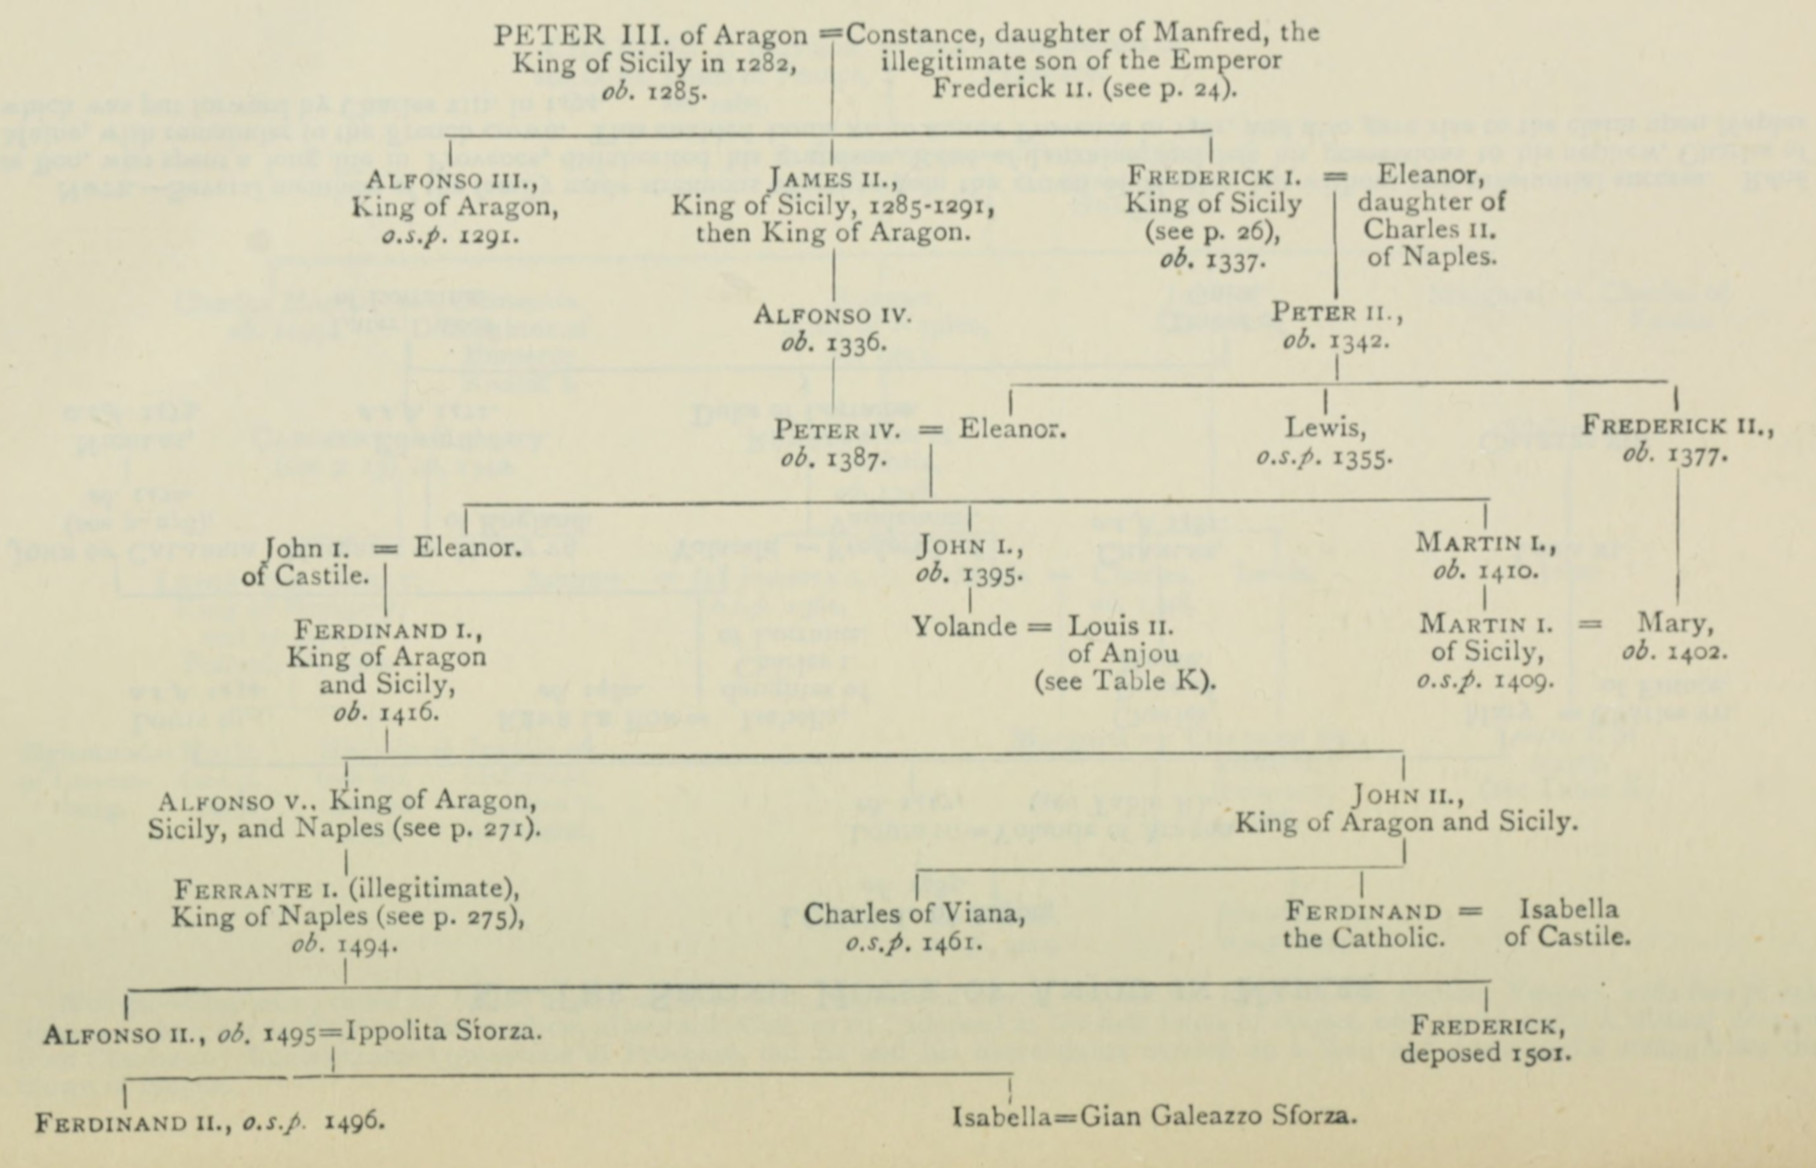 PETER III. of Aragon = Constance, daughter of Manfred, the
King of Sicily in 1282, illegitimate son of the Emperor
ob. 1285. Frederick II. (see p. 24).
ALFONSO III., JAMES II., FREDERICK I. = Eleanor,
King of Aragon, King of Sicily, 1285-1291, King of Sicily daughter of
o.s.p. 1291. then King of Aragon. (see p. 26), Charles II.
ob. 1337. of Naples.
ALFONSO IV. PETER II.,
ob. 1336. ob. 1342.
PETER IV. = Eleanor. Lewis, FREDERICK II.,
ob. 1387. o.s.p. 1355. ob. 1377.
John I. = Eleanor. JOHN I., MARTIN I.,
of Castile. ob. 1395. ob. 1410.
FERDINAND I., Yolande = Louis II. MARTIN I. = Mary,
King of Aragon of Anjou of Sicily, ob. 1402.
and Sicily, (see Table K). o.s.p. 1409.
ob. 1416.
ALFONSO V., King of Aragon, JOHN II.,
Sicily, and Naples (see p. 271). King of Aragon and Sicily.
FERRANTE I. (illegitimate), Charles of Viana, FERDINAND = Isabella
King of Naples (see p. 275), o.s.p. 1461. the Catholic. of Castile.
ob. 1494.
ALFONSO II., ob. 1495=Ippolita Sforza. FREDERICK,
deposed 1501.
FERDINAND II., o.s.p. 1496. Isabella=Gian Galeazzo Sforza.